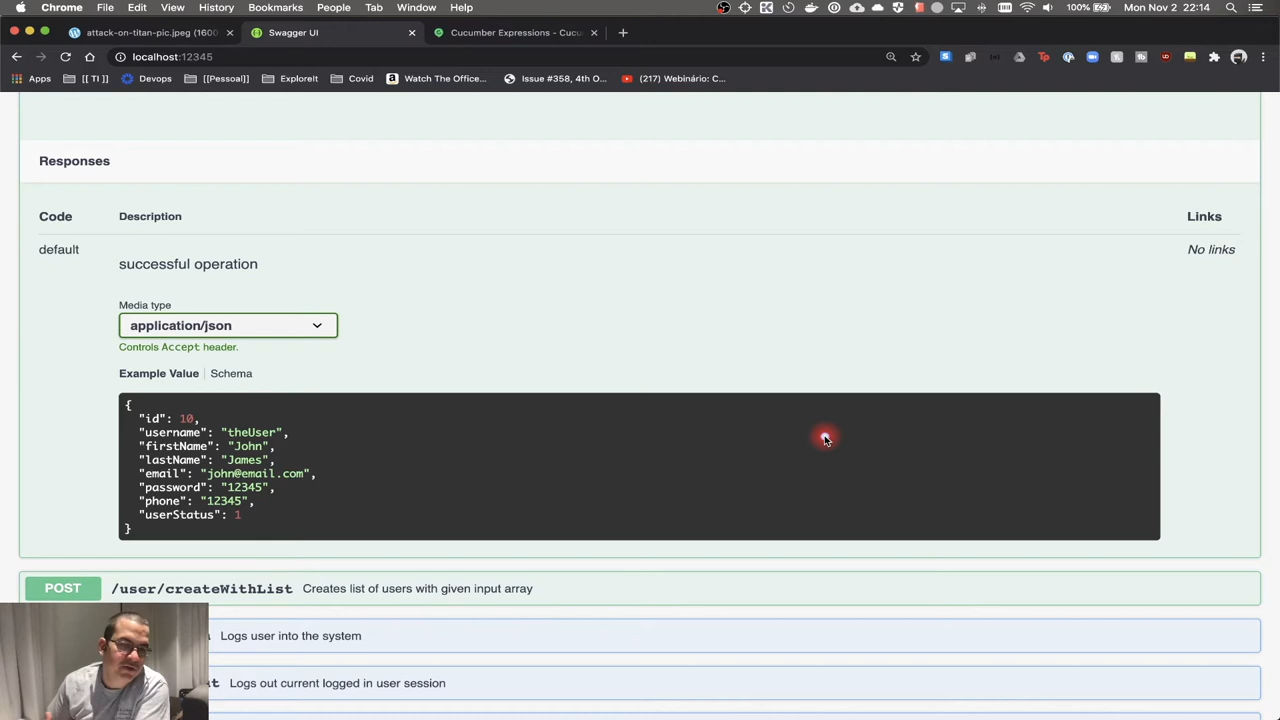 Chrome File Edit View History Bookmarks People Tab Window Help 100% Mon Nov 2 22:14
attack-on-titan-pic.jpeg (1600 Swagger UI Cucumber Expressions - Cucu
localhost:12345
Apps [[ TI ]] Devops [[Pessoal]] ExploreIt Covid Watch The Office... Issue #358, 4th O... (217) Webinário: C...
Responses
Code Description Links
default successful operation No links
Media type
application/json
Controls Accept header.
Example Value Schema
{
"id": 10,
"username": "theUser",
"firstName": "John",
"lastName": "James",
"email": "john@email.com",
"password": "12345",
"phone": "12345",
"userStatus": 1
}
POST /user/createWithList Creates list of users with given input array
Logs user into the system
Logs out current logged in user session